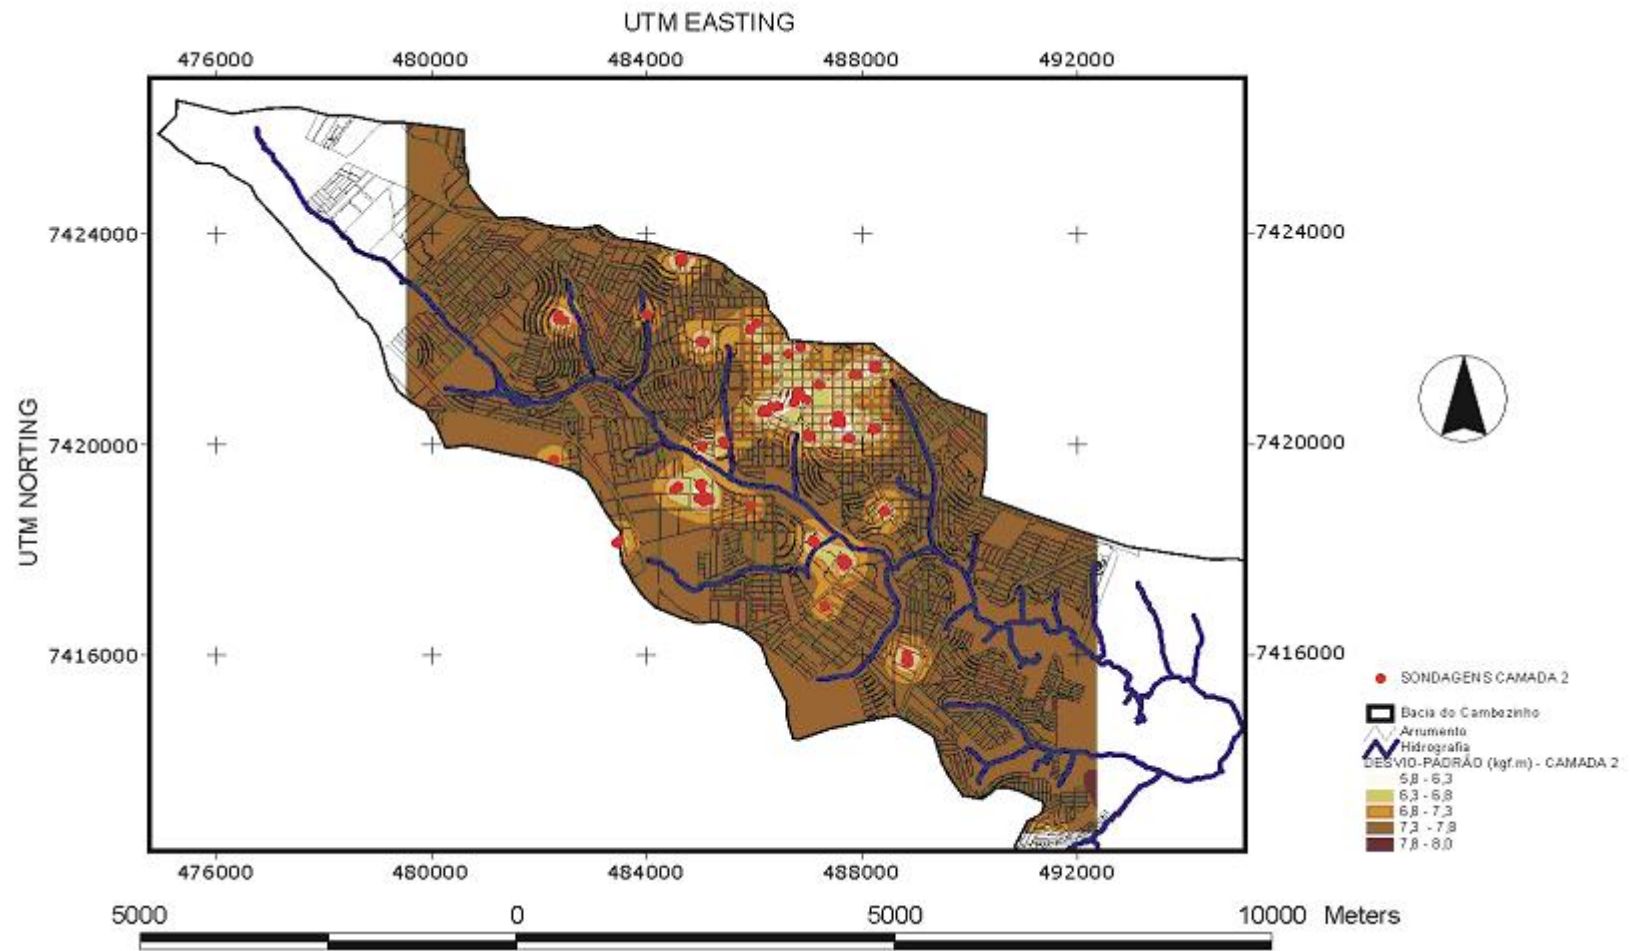 UTM EASTING
476000 480000 484000 488000 492000
7424000 7424000
7420000 7420000
UTM NORTING
7416000 7416000
SONDAGENS CAMADA 2
Bacia do Cambezinho
Arrumento
Hidrografia
DESVIO-PADRÃO (kgf.m) - CAMADA 2
5,8 - 6,3
6,3 - 6,8
6,8 - 7,3
7,3 - 7,8
7,8 - 8,0
476000 480000 484000 488000 492000
5000 0 5000 10000 Meters